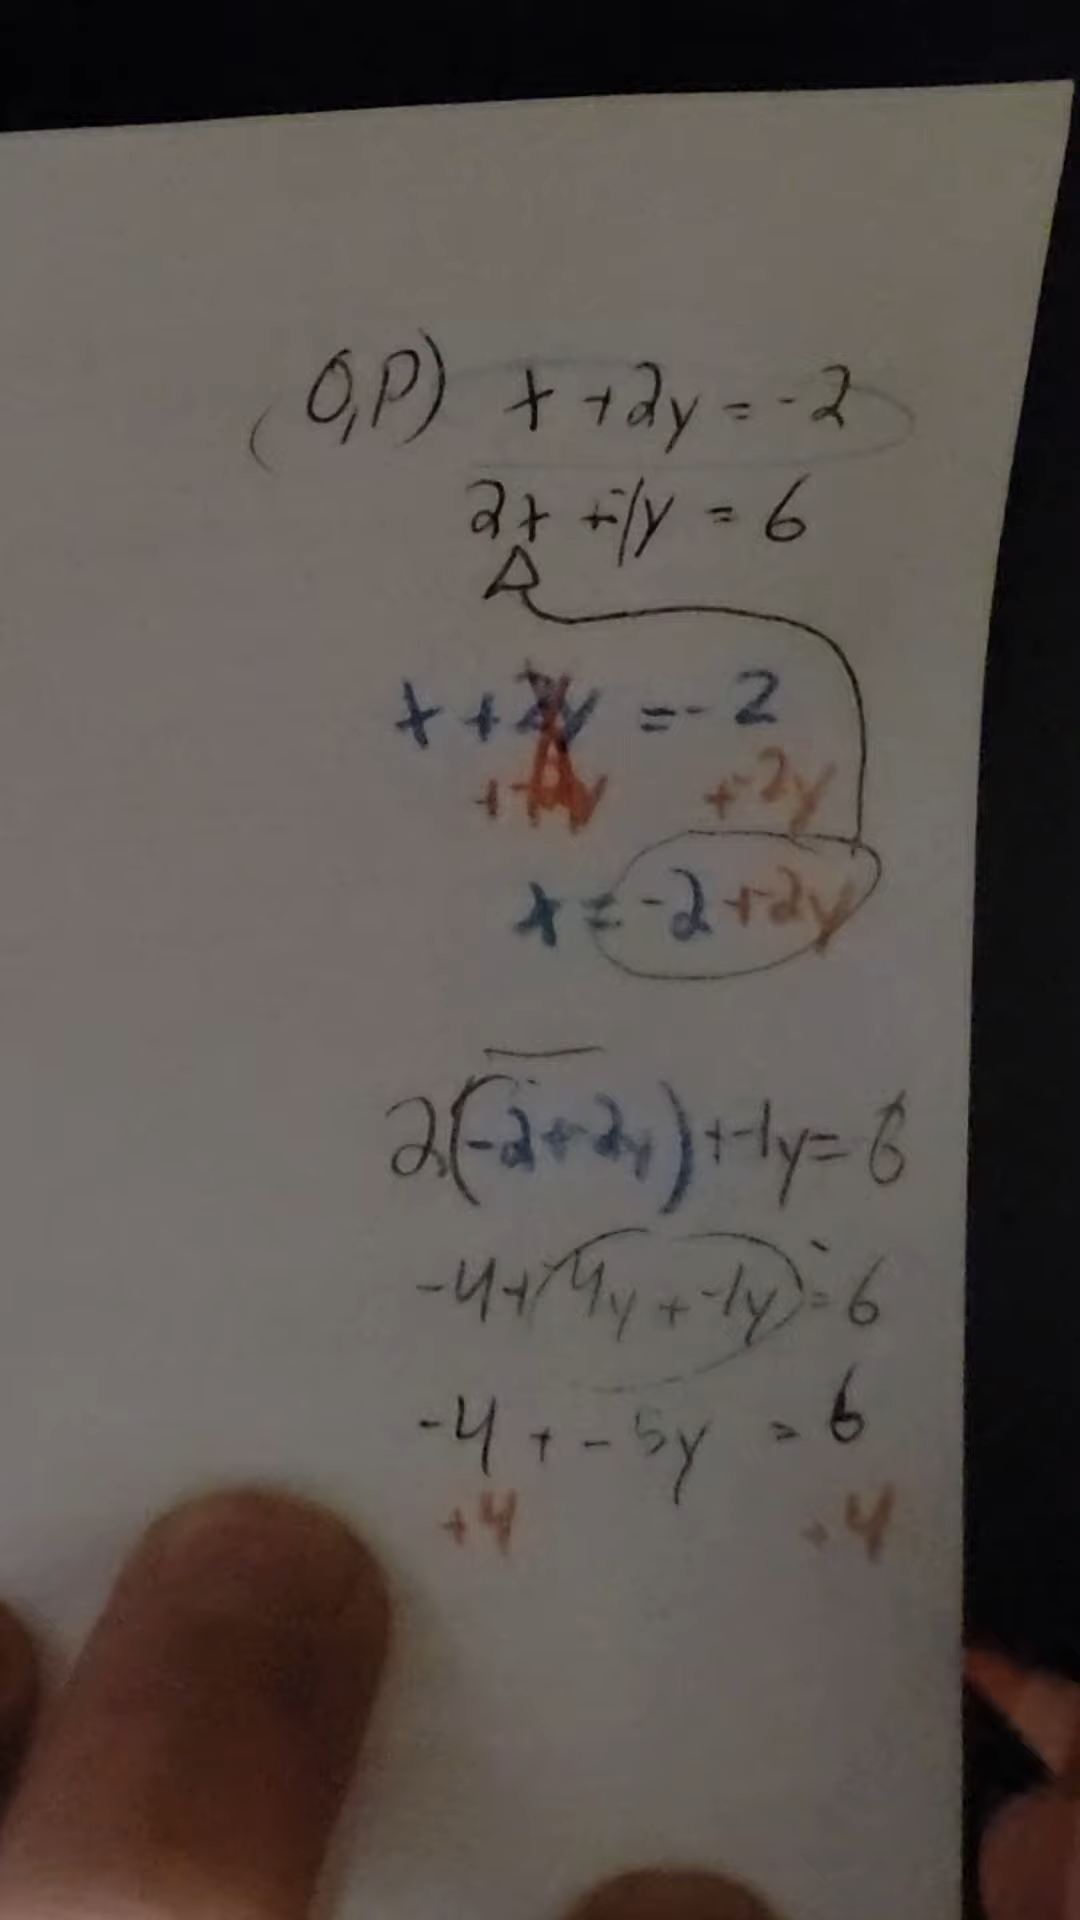 (O,P) x + 2y = -2
2x + -1y = 6
x + 2y = -2
+ -2y + -2y
x = -2 + -2y
2(-2 + -2y) + -1y = 6
-4 + -4y + -1y = 6
-4 + -5y = 6
+4 +4